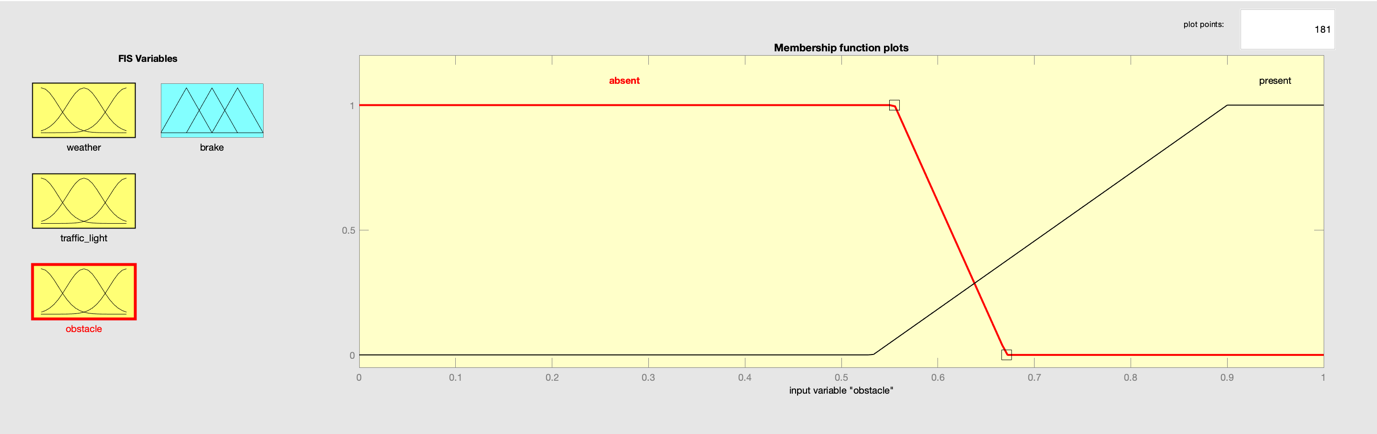 plot points:
181
FIS Variables
Membership function plots
weather
brake
traffic_light
obstacle
absent
present
1
0.5
0
0 0.1 0.2 0.3 0.4 0.5 0.6 0.7 0.8 0.9 1
input variable "obstacle"